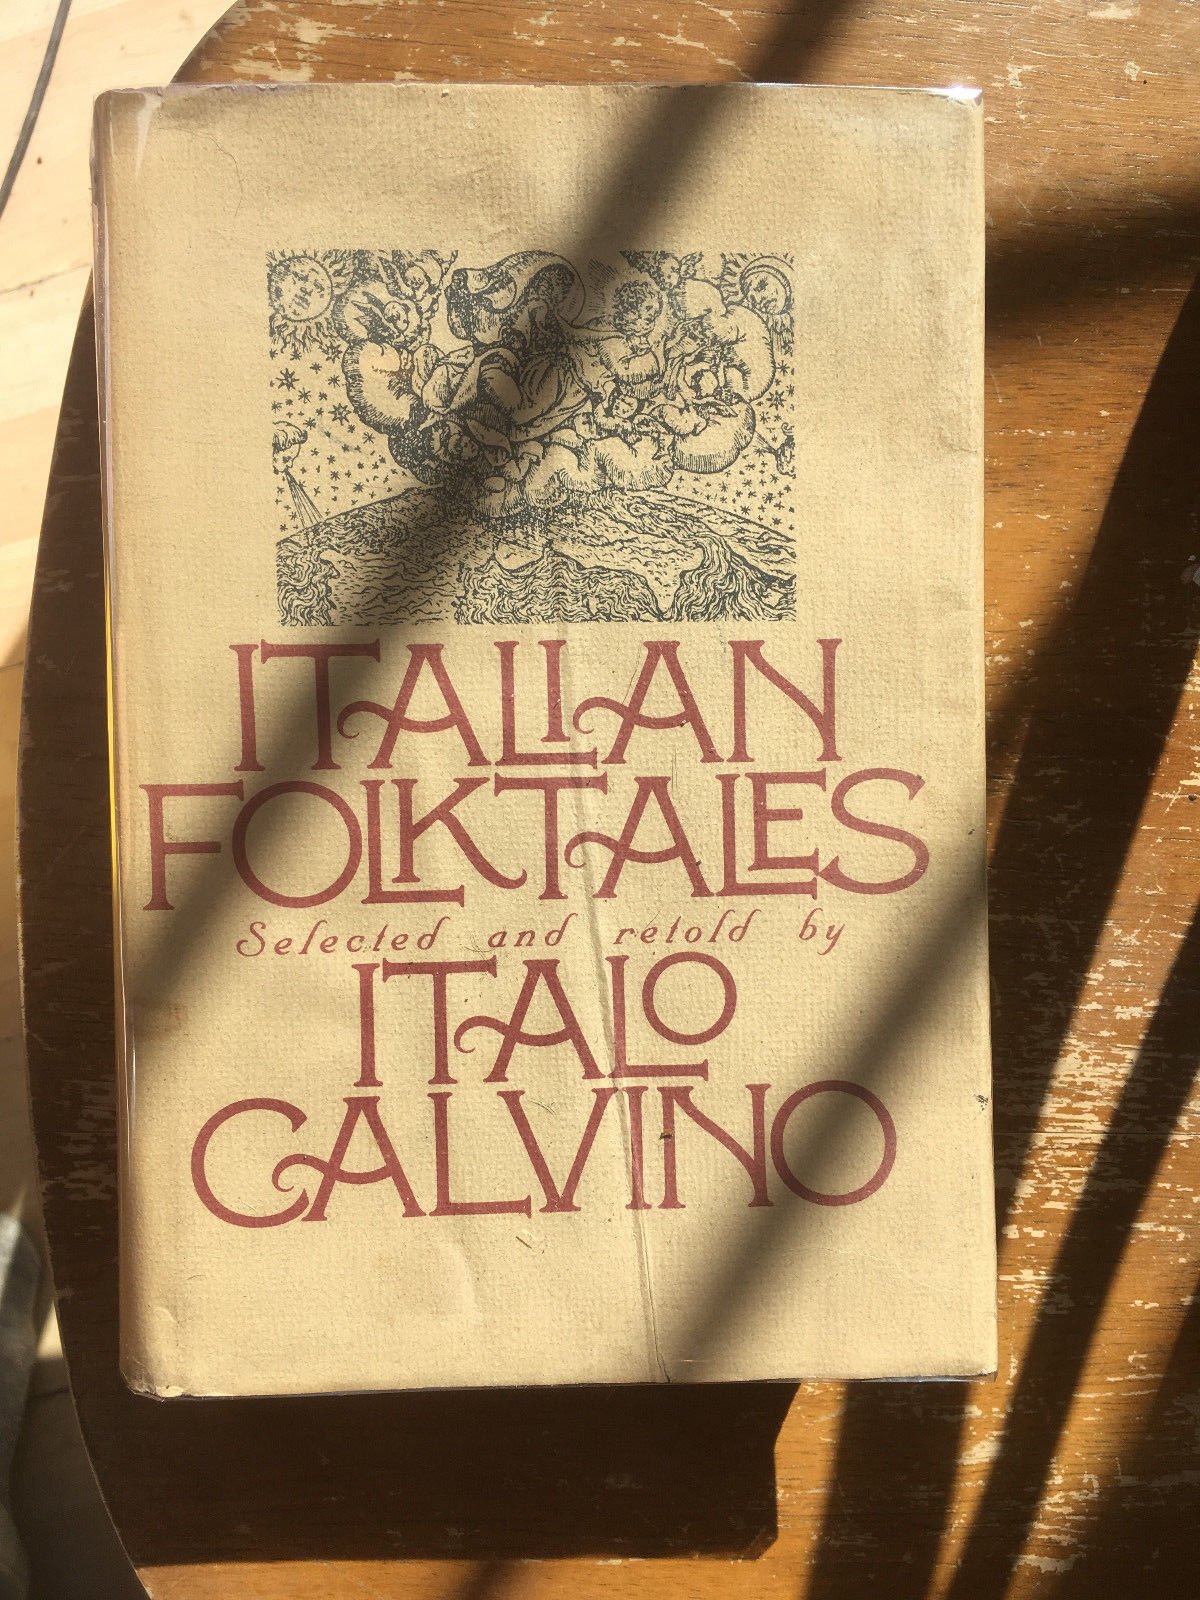 ITALIAN
FOLKTALES
Selected and retold by
ITALO
CALVINO